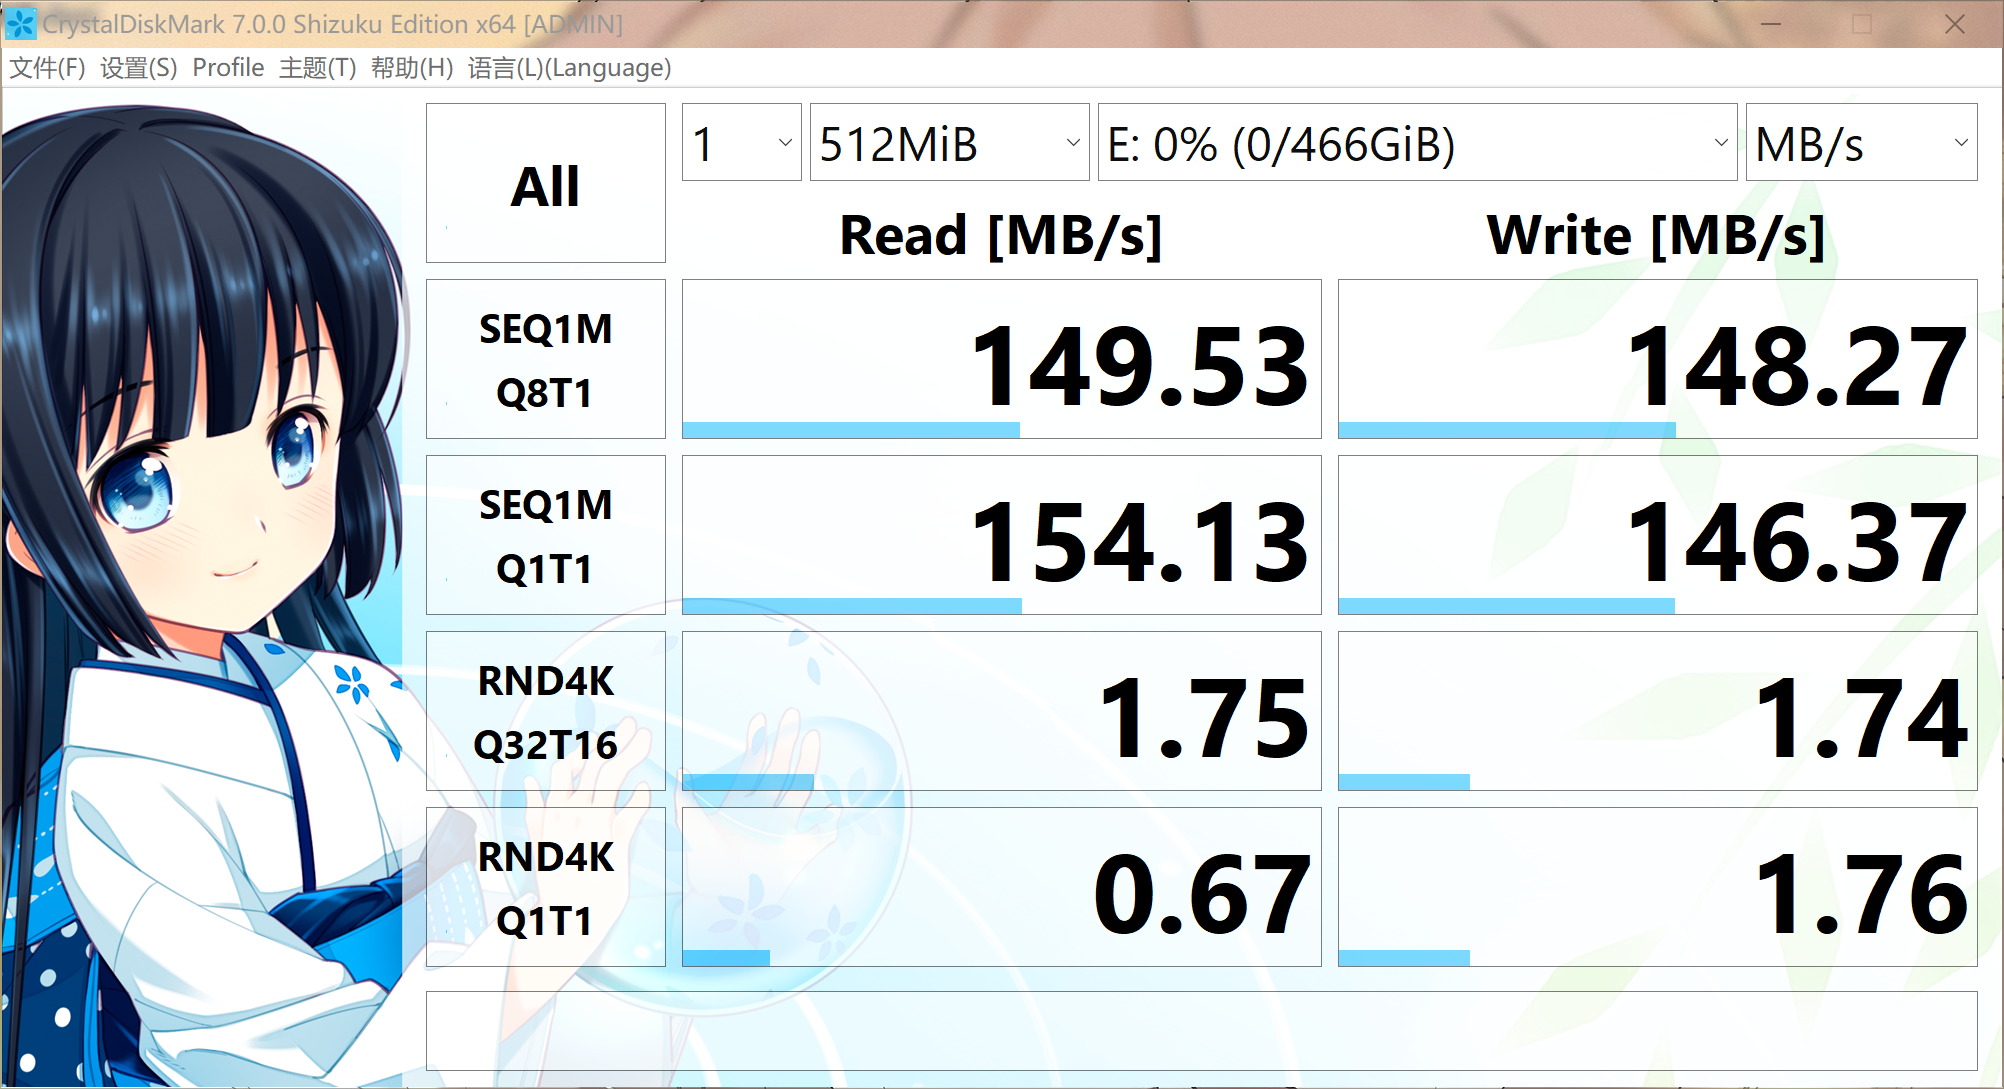 CrystalDiskMark 7.0.0 Shizuku Edition x64 [ADMIN]
文件(F) 设置(S) Profile 主题(T) 帮助(H) 语言(L)(Language)
All
1 512MiB E: 0% (0/466GiB) MB/s
Read [MB/s] Write [MB/s]
SEQ1M
Q8T1
149.53 148.27
SEQ1M
Q1T1
154.13 146.37
RND4K
Q32T16
1.75 1.74
RND4K
Q1T1
0.67 1.76